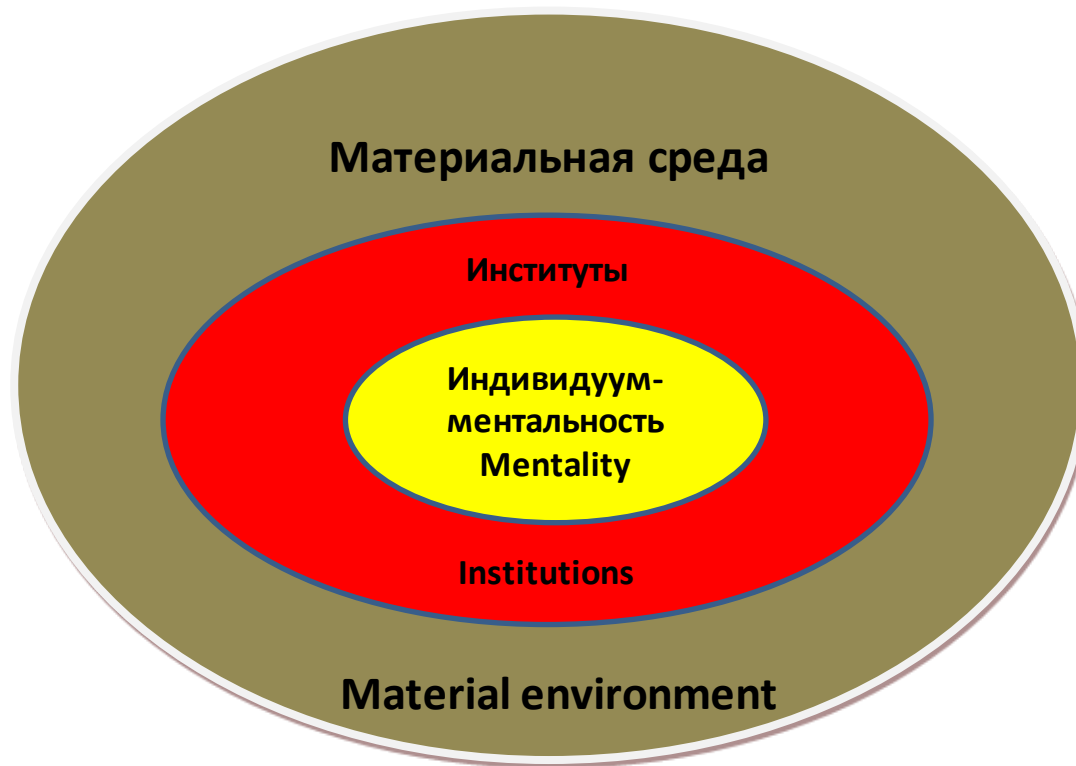 Материальная среда
Институты
Индивидуум-
ментальность
Mentality
Institutions
Material environment